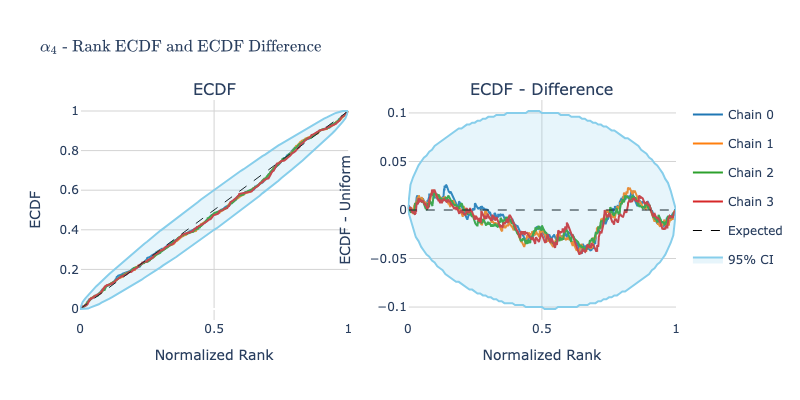 α₄ - Rank ECDF and ECDF Difference
ECDF
ECDF - Difference
ECDF
1
0.8
0.6
0.4
0.2
0
0
0.5
1
Normalized Rank
ECDF - Uniform
0.1
0.05
0
−0.05
−0.1
0
0.5
1
Normalized Rank
Chain 0
Chain 1
Chain 2
Chain 3
Expected
95% CI